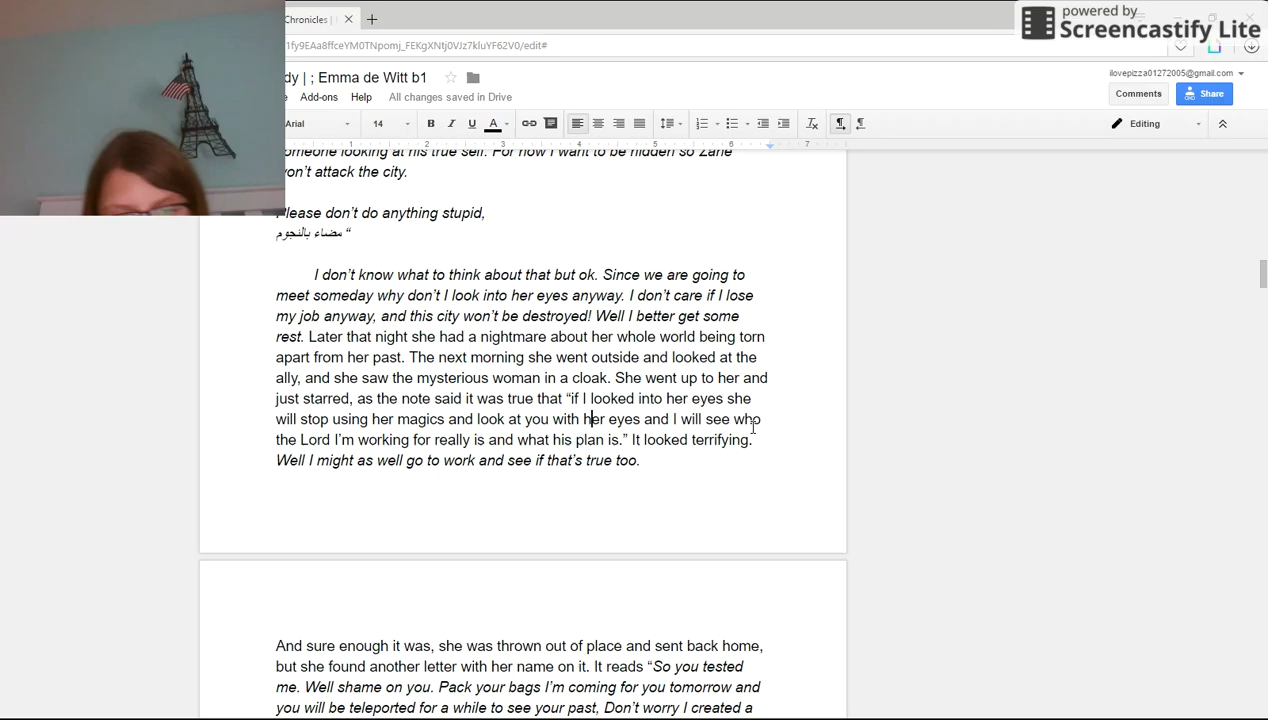 powered by
Screencastify Lite
Chronicles |
1fy9EAa8ffceYM0TNpomj_FEKgXNtj0VJz7kluYF62V0/edit#
dy | ; Emma de Witt b1
ilovepizza01272005@gmail.com
Add-ons Help All changes saved in Drive
Comments Share
Arial 14 B I U A Editing
1 2 3 4 5 6 7
someone looking at his true self. For now I want to be hidden so Zane
won't attack the city.
Please don't do anything stupid,
مضاء بالنجوم “
I don't know what to think about that but ok. Since we are going to
meet someday why don't I look into her eyes anyway. I don't care if I lose
my job anyway, and this city won't be destroyed! Well I better get some
rest. Later that night she had a nightmare about her whole world being torn
apart from her past. The next morning she went outside and looked at the
ally, and she saw the mysterious woman in a cloak. She went up to her and
just starred, as the note said it was true that “if I looked into her eyes she
will stop using her magics and look at you with her eyes and I will see who
the Lord I'm working for really is and what his plan is.” It looked terrifying.
Well I might as well go to work and see if that's true too.
And sure enough it was, she was thrown out of place and sent back home,
but she found another letter with her name on it. It reads “So you tested
me. Well shame on you. Pack your bags I'm coming for you tomorrow and
you will be teleported for a while to see your past, Don't worry I created a